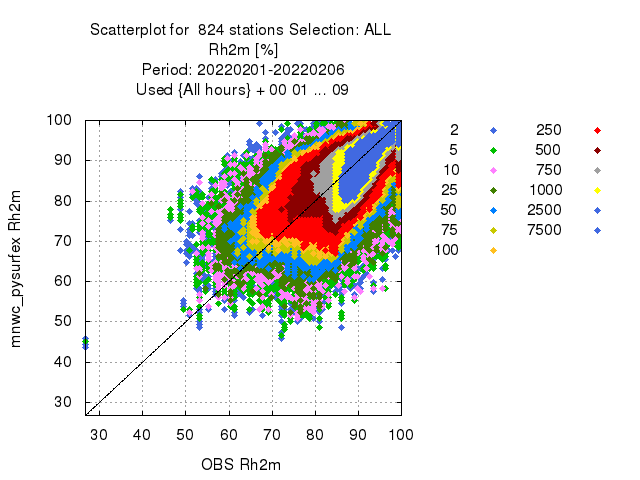 Scatterplot for 824 stations Selection: ALL
Rh2m [%]
Period: 20220201-20220206
Used {All hours} + 00 01 ... 09
100
90
80
70
60
50
40
30
30 40 50 60 70 80 90 100
mnwc_pysurfex Rh2m
OBS Rh2m
2 250
5 500
10 750
25 1000
50 2500
75 7500
100